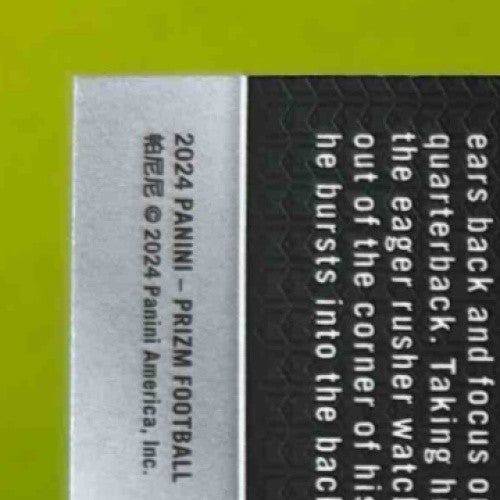 ears back and focus
quarterback. Taking
the eager rusher watc
out of the corner of his
he bursts into the bac
2024 PANINI – PRIZM FOOTBALL
帕尼尼 © 2024 Panini America, Inc.